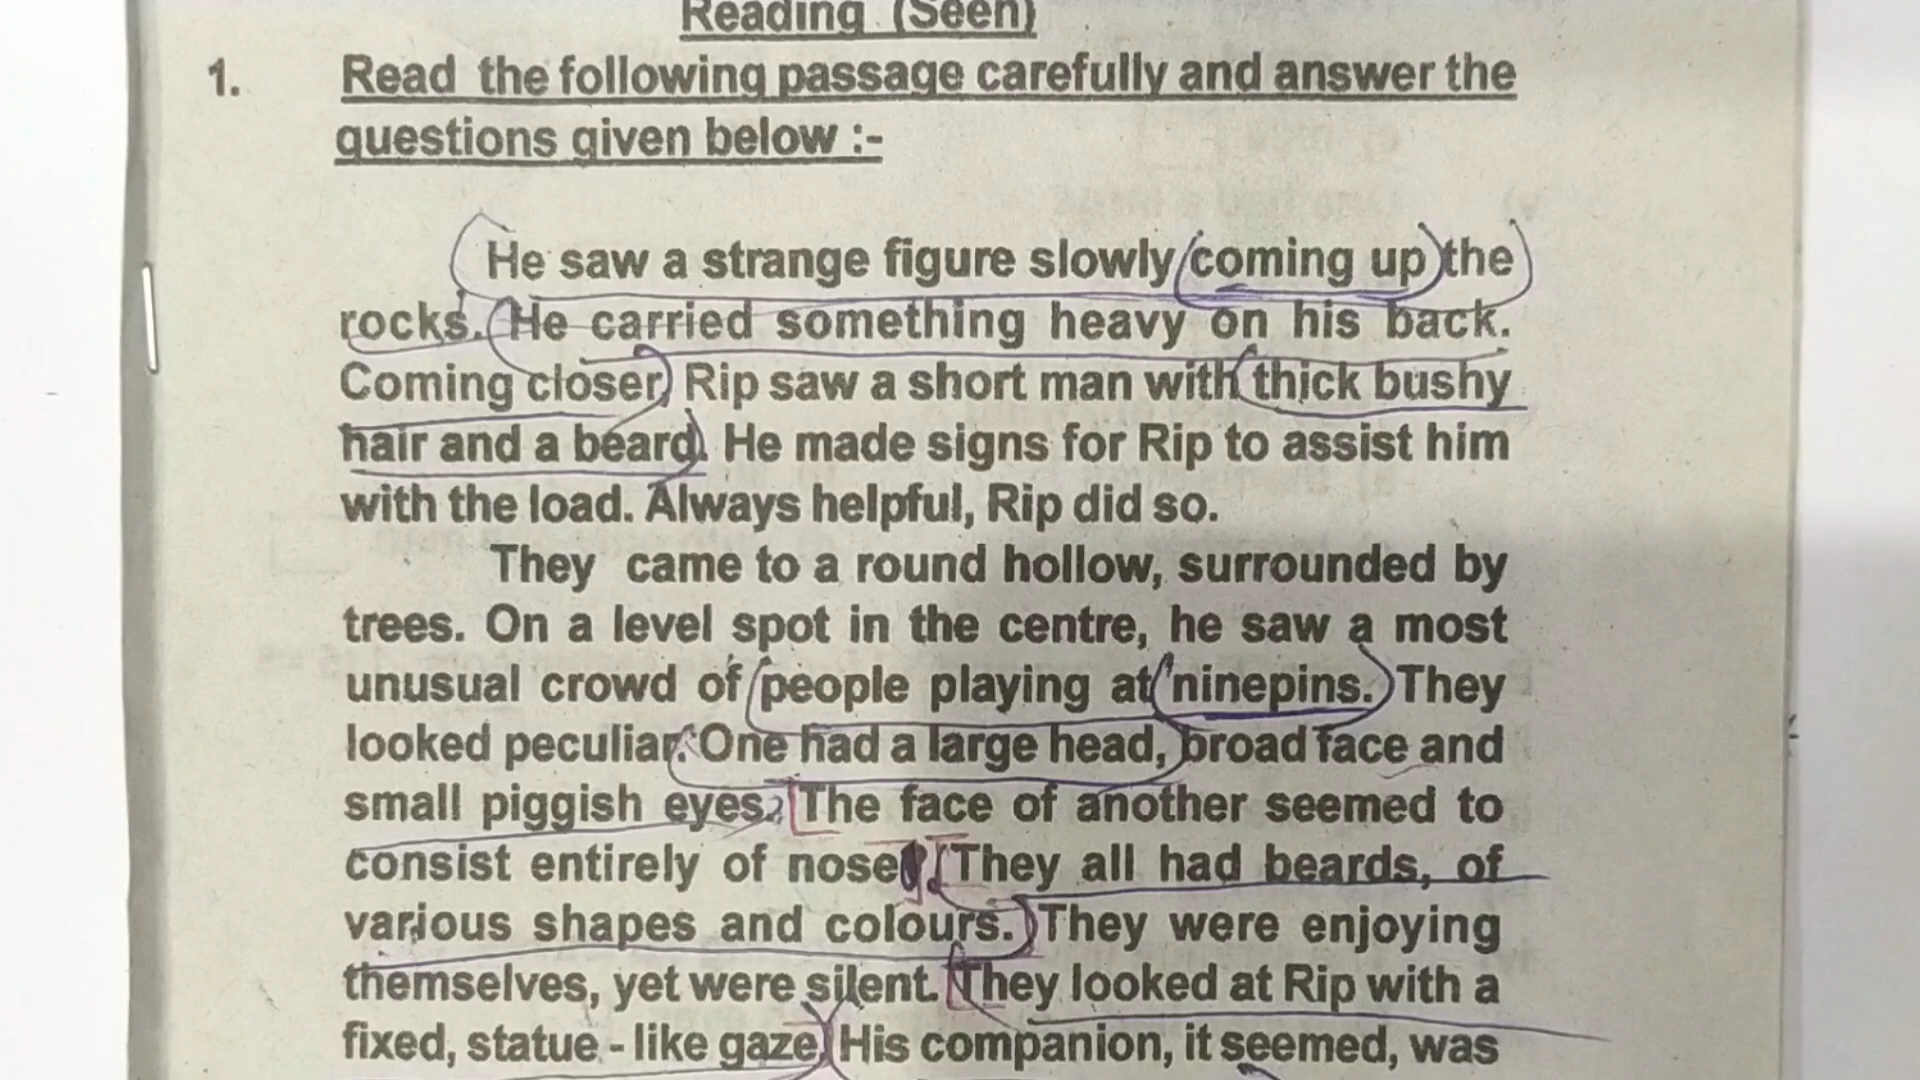 Reading (Seen)
1. Read the following passage carefully and answer the
questions given below :-
He saw a strange figure slowly coming up the
rocks. He carried something heavy on his back.
Coming closer, Rip saw a short man with thick bushy
hair and a beard. He made signs for Rip to assist him
with the load. Always helpful, Rip did so.
They came to a round hollow, surrounded by
trees. On a level spot in the centre, he saw a most
unusual crowd of people playing at 'ninepins. They
looked peculiar. One had a large head, broad face and
small piggish eyes. The face of another seemed to
consist entirely of nose. They all had beards, of
various shapes and colours. They were enjoying
themselves, yet were silent. They looked at Rip with a
fixed, statue - like gaze. His companion, it seemed, was